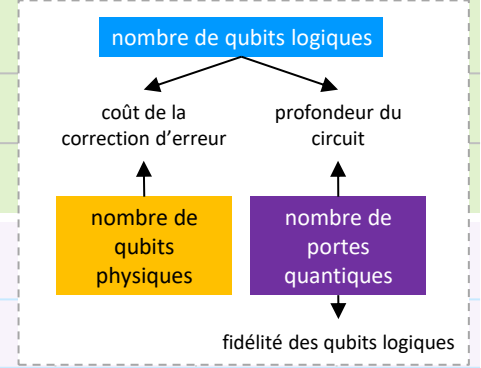 nombre de qubits logiques
coût de la
correction d’erreur
profondeur du
circuit
nombre de
qubits
physiques
nombre de
portes
quantiques
fidélité des qubits logiques